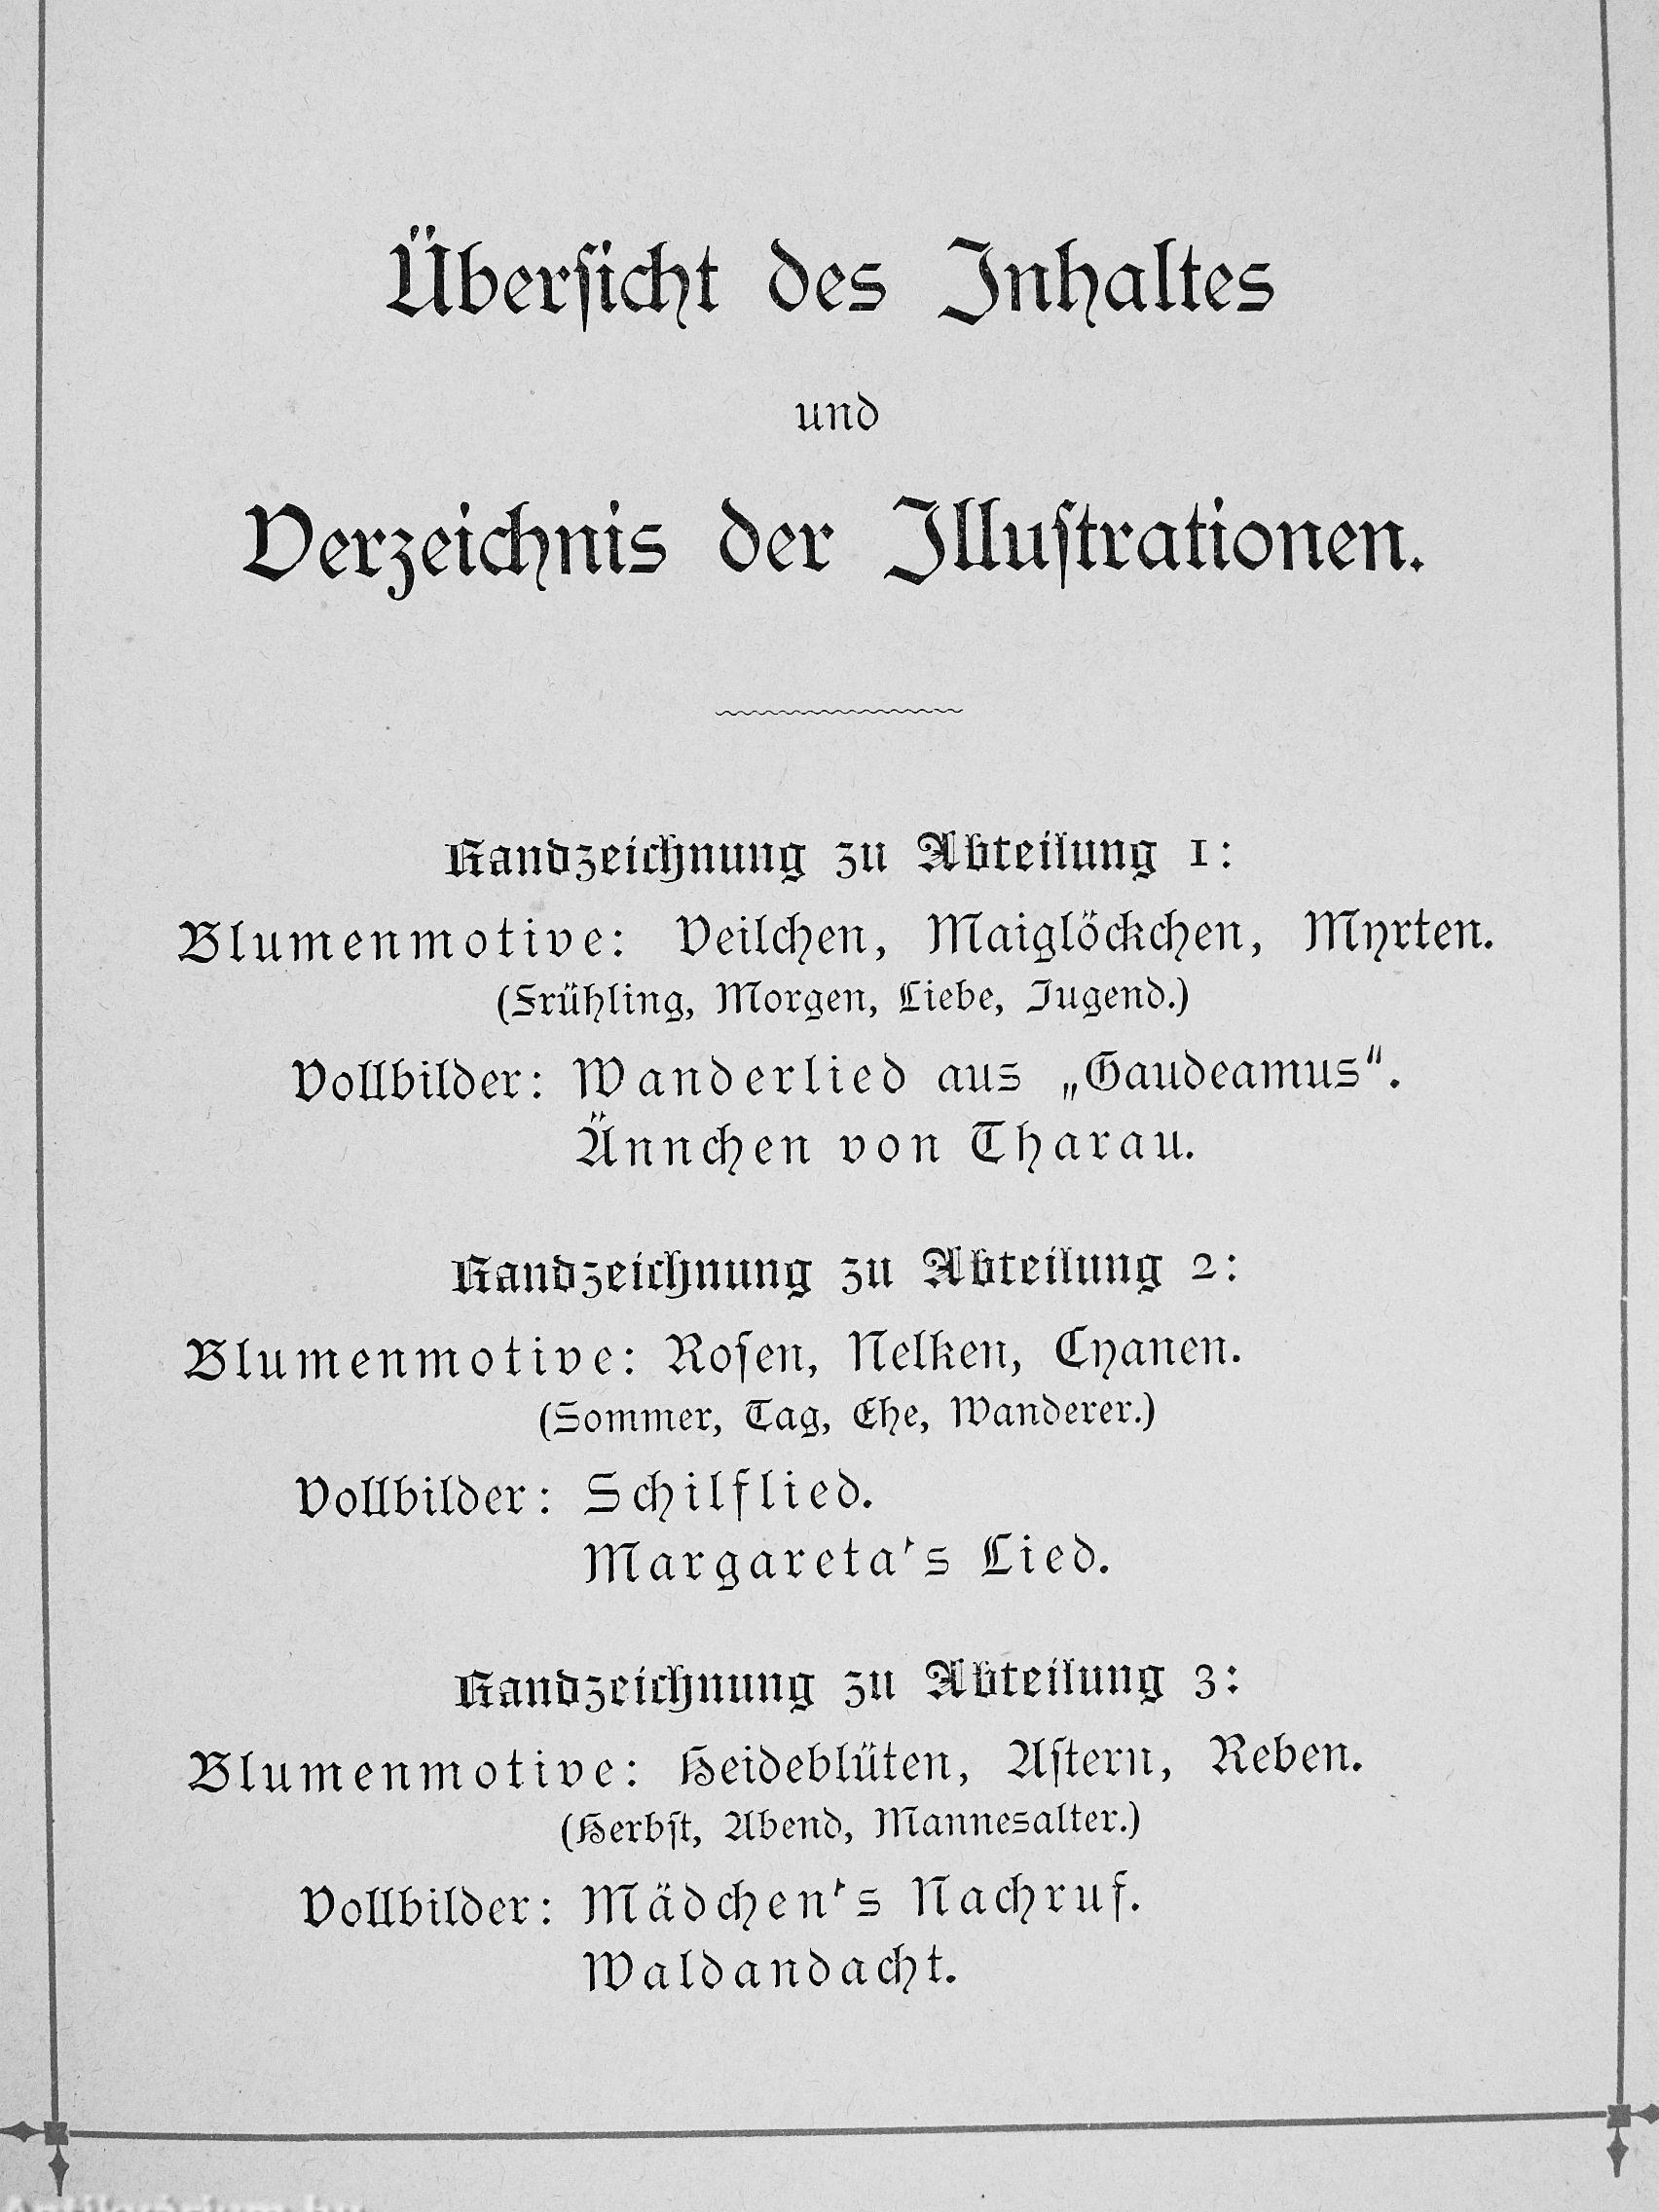 Überſicht des Inhaltes
und
Verzeichnis der Illuſtrationen.
Randzeichnung zu Abteilung 1:
Blumenmotive: Veilchen, Maiglöckchen, Myrten.
(Frühling, Morgen, Liebe, Jugend.)
Vollbilder: Wanderlied aus „Gaudeamus“.
Ännchen von Tharau.
Randzeichnung zu Abteilung 2:
Blumenmotive: Roſen, Nelken, Cyanen.
(Sommer, Tag, Ehe, Wanderer.)
Vollbilder: Schilflied.
Margareta's Lied.
Randzeichnung zu Abteilung 3:
Blumenmotive: Heideblüten, Aſtern, Reben.
(Herbſt, Abend, Mannesalter.)
Vollbilder: Mädchen's Nachruf.
Waldandacht.